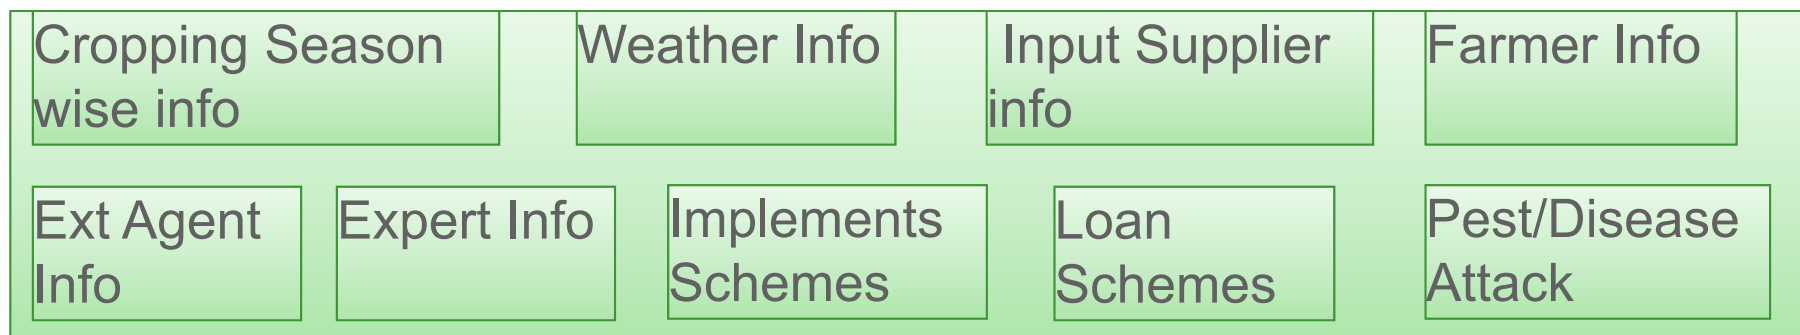 Cropping Season
wise info
Weather Info
Input Supplier
info
Farmer Info
Ext Agent
Info
Expert Info
Implements
Schemes
Loan
Schemes
Pest/Disease
Attack